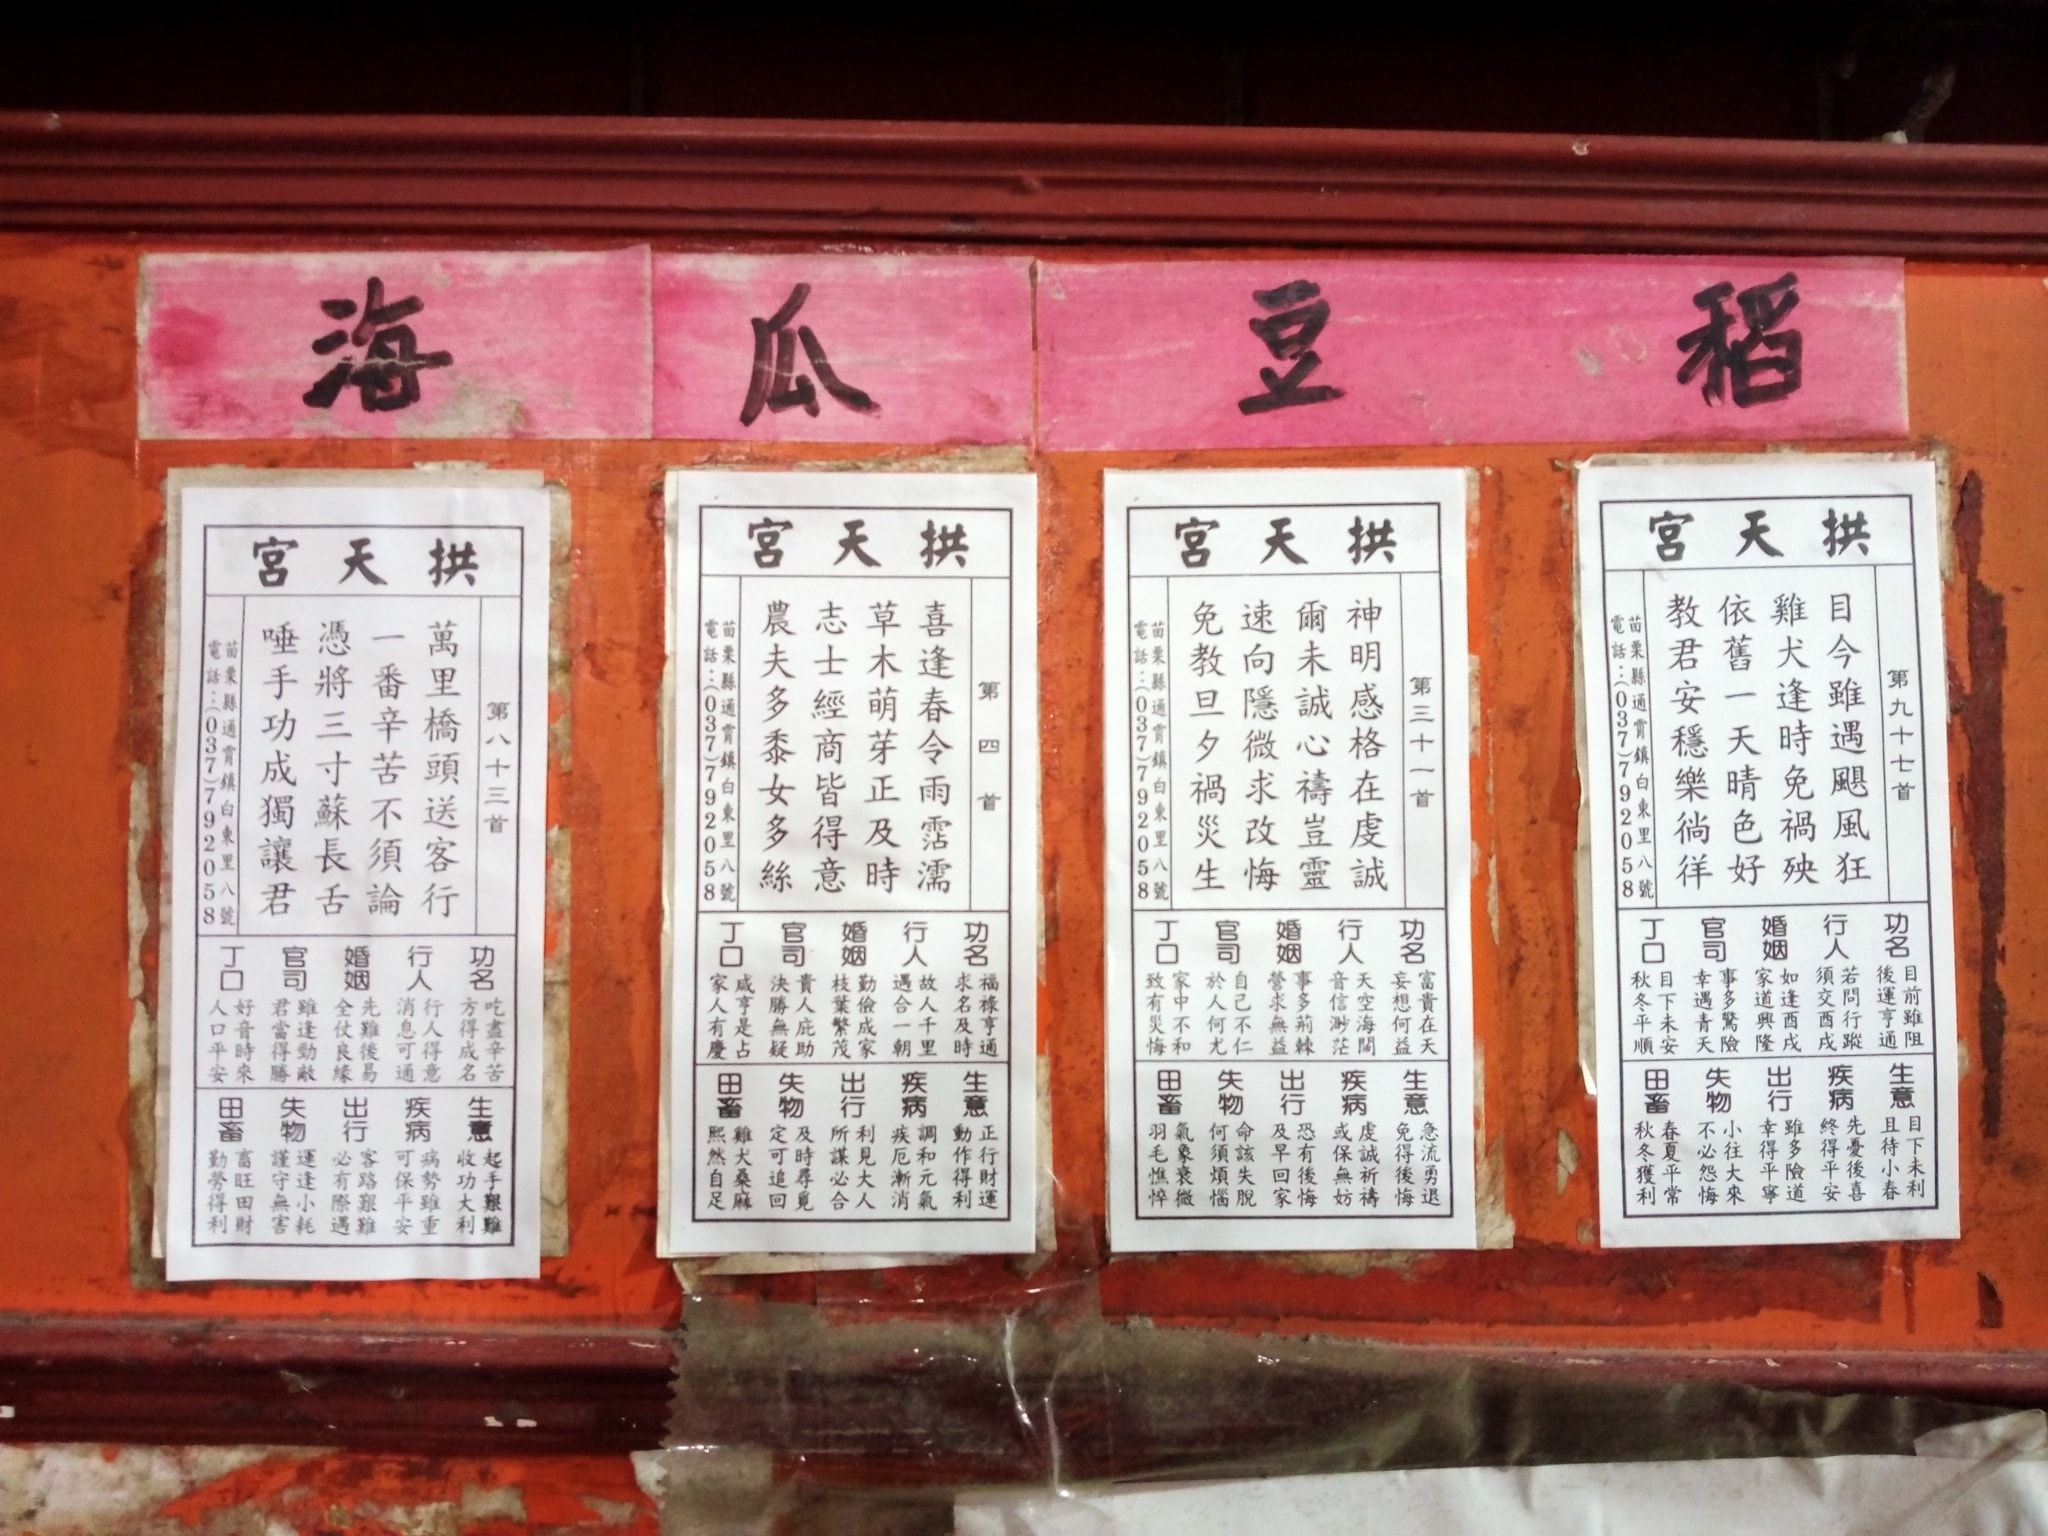 稻 豆 瓜 海
拱天宮
第九十七首
目今雖遇颶風狂
雞犬逢時免禍殃
依舊一天晴色好
教君安穩樂徜徉
苗栗縣通霄鎮白東里八號
電話：(037)792058
功名
目前雖阻
後運亨通
行人
若問行蹤
須交酉戌
婚姻
如逢酉戌
家道興隆
官司
事多驚險
幸遇青天
丁口
目下未安
秋冬平順
生意
目下未利
且待小春
疾病
先憂後喜
終得平安
出行
雖多險道
幸得平寧
失物
小往大來
不必怨悔
田畜
春夏平常
秋冬獲利
拱天宮
第三十一首
神明感格在虔誠
爾未誠心禱豈靈
速向隱微求改悔
免教旦夕禍災生
苗栗縣通霄鎮白東里八號
電話：(037)792058
功名
富貴在天
妄想何益
行人
天空海闊
音信渺茫
婚姻
事多荊棘
營求無益
官司
自己不仁
於人何尤
丁口
家中不和
致有災悔
生意
急流勇退
免得後悔
疾病
虔誠祈禱
或保無妨
出行
恐有後悔
及早回家
失物
命該失脫
何須煩惱
田畜
氣象衰微
羽毛憔悴
拱天宮
第四首
喜逢春令雨霑濡
草木萌芽正及時
志士經商皆得意
農夫多黍女多絲
苗栗縣通霄鎮白東里八號
電話：(037)792058
功名
福祿亨通
求名及時
行人
故人千里
遇合一朝
婚姻
勤儉成家
枝葉繁茂
官司
貴人庇助
決勝無疑
丁口
咸亨是占
家人有慶
生意
正行財運
動作得利
疾病
調和元氣
疾厄漸消
出行
利見大人
所謀必合
失物
及時尋覓
定可追回
田畜
雞犬桑麻
熙然自足
拱天宮
第八十三首
萬里橋頭送客行
一番辛苦不須論
憑將三寸蘇長舌
唾手功成獨讓君
苗栗縣通霄鎮白東里八號
電話：(037)792058
功名
吃盡辛苦
方得成名
行人
行人得意
消息可通
婚姻
先難後易
全仗良緣
官司
雖逢勁敵
君當得勝
丁口
好音時來
人口平安
生意
起手艱難
收功大利
疾病
病勢雖重
可保平安
出行
客路艱難
必有際遇
失物
運逢小耗
謹守無害
田畜
畜旺田財
勤勞得利